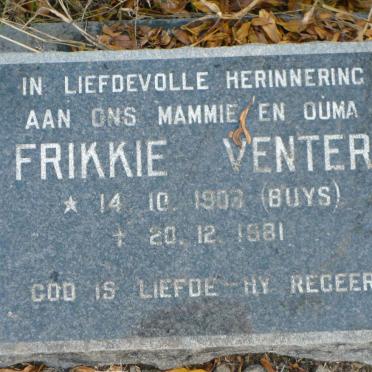 IN LIEFDEVOLLE HERINNERING
AAN ONS MAMMIE EN OUMA
FRIKKIE VENTER
* 14. 10. 1903 (BUYS)
+ 20. 12. 1981
GOD IS LIEFDE - HY REGEER